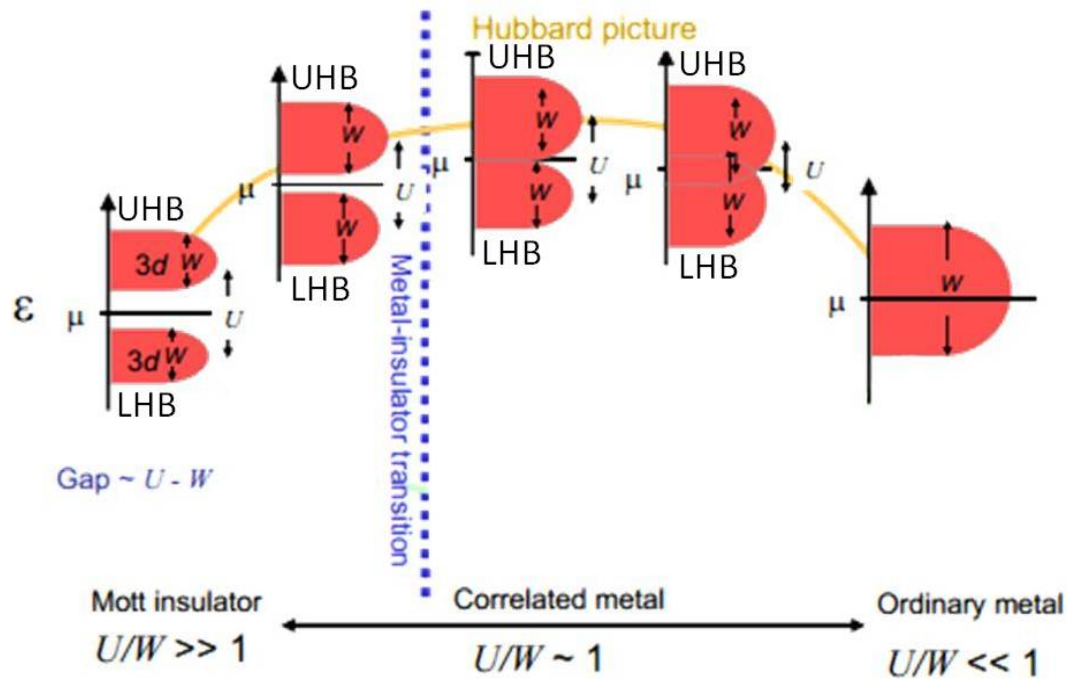 Hubbard picture
UHB
W
μ
W
U
LHB
UHB
W
μ
W
U
LHB
UHB
W
μ
W
U
LHB
UHB
3d W
ε
μ
U
3d W
LHB
W
μ
Metal-insulator transition
Gap ~ U - W
Mott insulator
U/W >> 1
Correlated metal
U/W ~ 1
Ordinary metal
U/W << 1